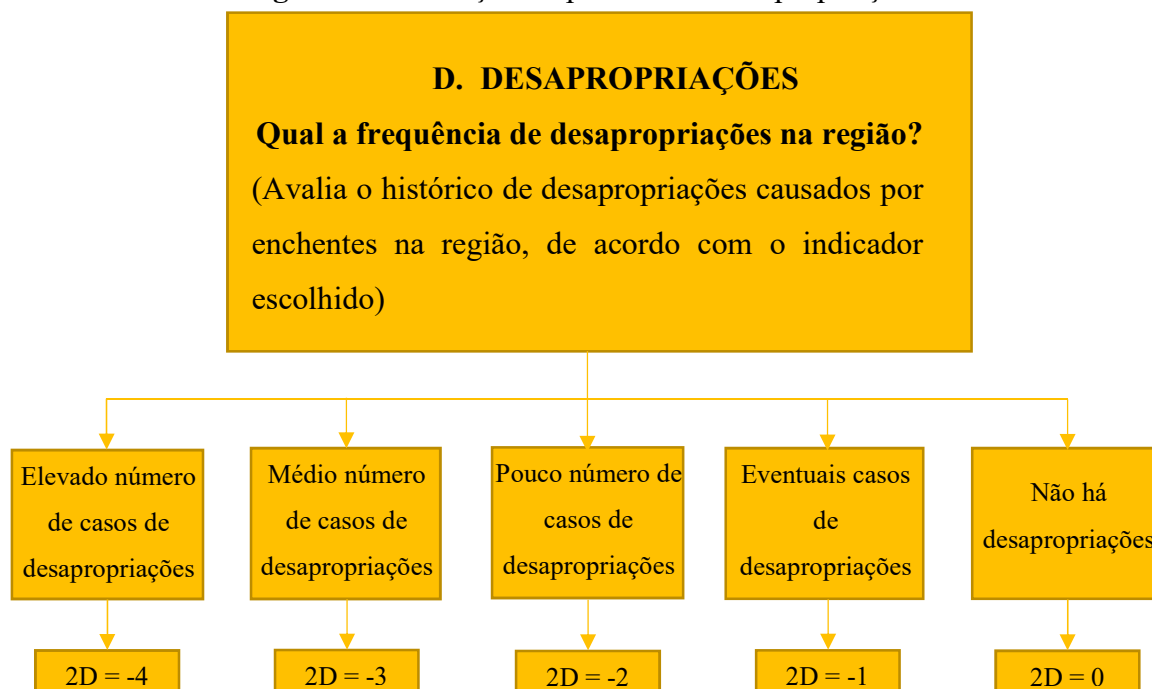 D. DESAPROPRIAÇÕES
Qual a frequência de desapropriações na região?
(Avalia o histórico de desapropriações causados por
enchentes na região, de acordo com o indicador
escolhido)
Elevado número
de casos de
desapropriações
Médio número
de casos de
desapropriações
Pouco número de
casos de
desapropriações
Eventuais casos
de
desapropriações
Não há
desapropriações
2D = -4
2D = -3
2D = -2
2D = -1
2D = 0